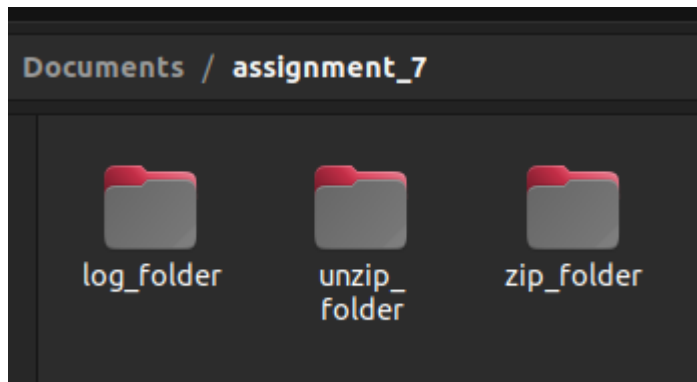 Documents / assignment_7
log_folder
unzip_
folder
zip_folder